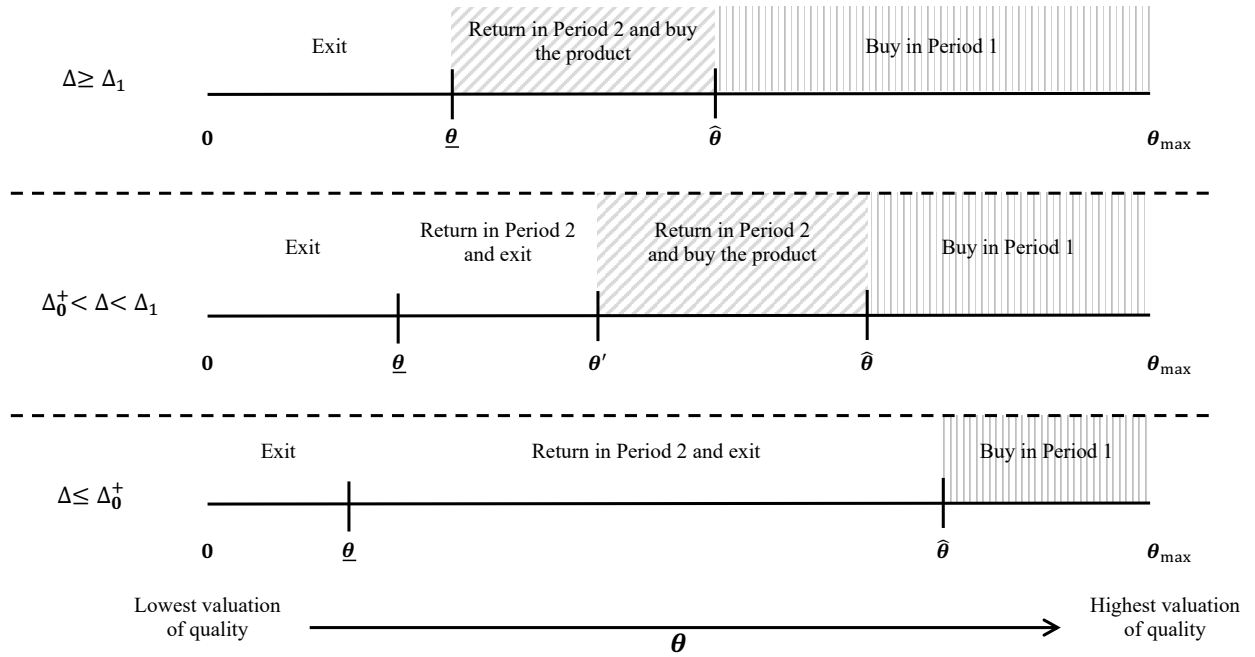 Exit
Return in Period 2 and buy
the product
Buy in Period 1
Δ≥ Δ₁
0
θ̲
θ̂
θmax
Exit
Return in Period 2
and exit
Return in Period 2
and buy the product
Buy in Period 1
Δ₀⁺< Δ< Δ₁
0
θ̲
θ′
θ̂
θmax
Exit
Return in Period 2 and exit
Buy in Period 1
Δ≤ Δ₀⁺
0
θ̲
θ̂
θmax
Lowest valuation
of quality
Highest valuation
of quality
θ